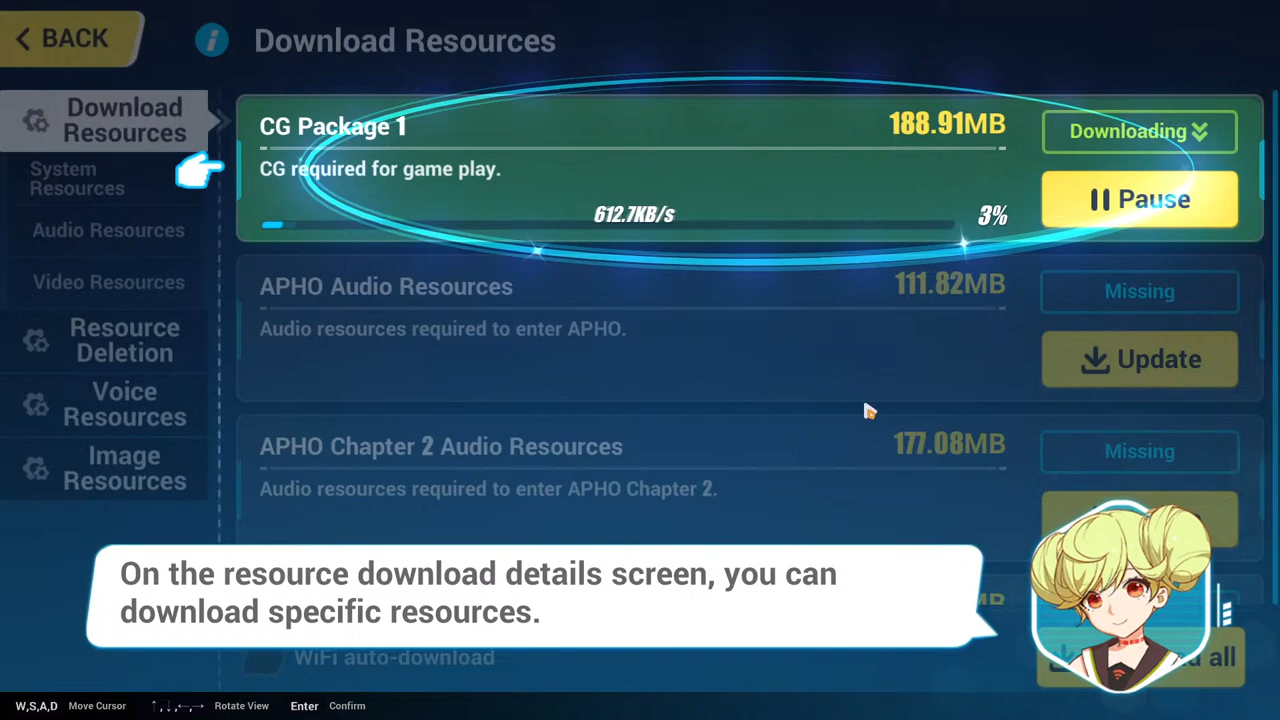 BACK
Download Resources
Download
Resources
System
Resources
Audio Resources
Video Resources
Resource
Deletion
Voice
Resources
Image
Resources
CG Package 1
188.91MB
Downloading
CG required for game play.
Pause
612.7KB/s
3%
APHO Audio Resources
111.82MB
Missing
Audio resources required to enter APHO.
Update
APHO Chapter 2 Audio Resources
177.08MB
Missing
Audio resources required to enter APHO Chapter 2.
On the resource download details screen, you can
download specific resources.
WiFi auto-download
all
W,S,A,D Move Cursor ↑,↓,←,→ Rotate View Enter Confirm